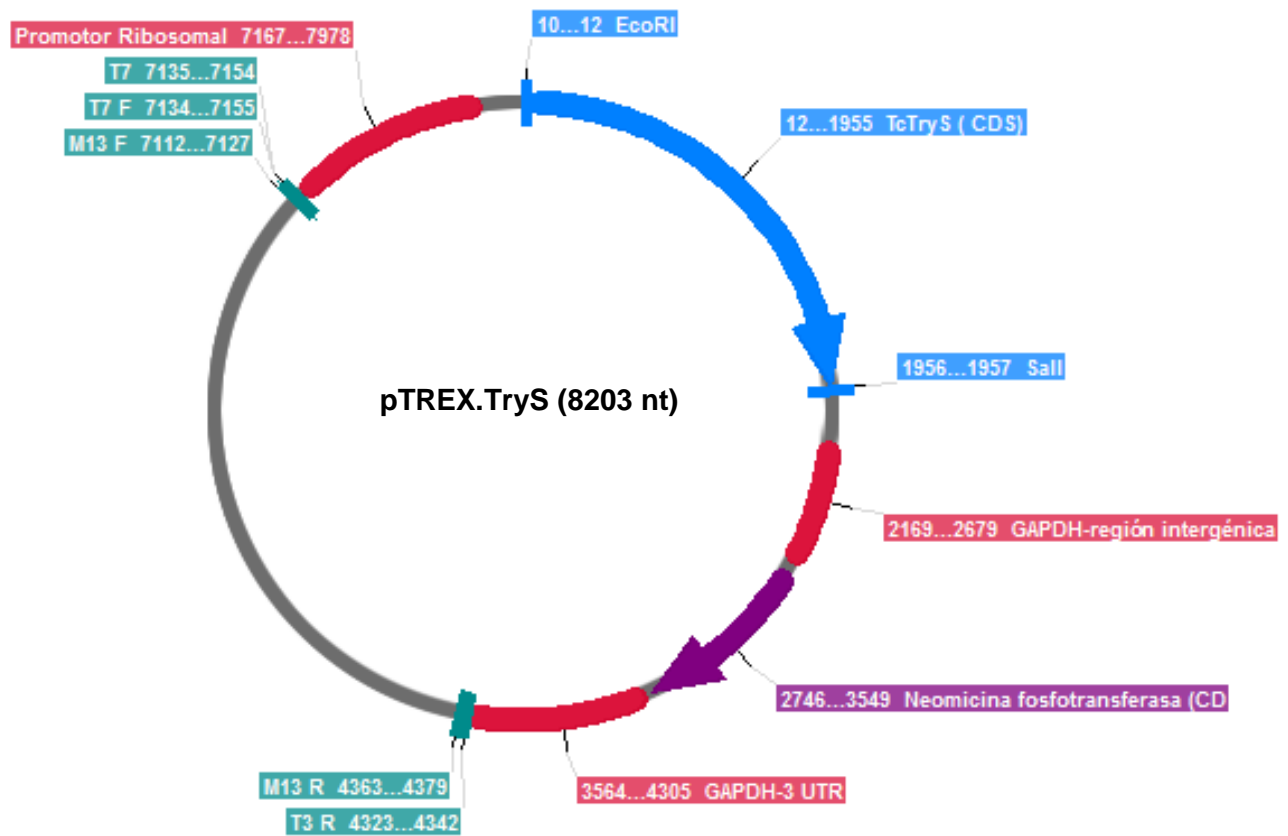 10...12 EcoRI
Promotor Ribosomal 7167...7978
T7 7135...7154
T7 F 7134...7155
M13 F 7112...7127
12...1955 TcTryS ( CDS)
1956...1957 SalI
pTREX.TryS (8203 nt)
2169...2679 GAPDH-región intergénica
2746...3549 Neomicina fosfotransferasa (CD
M13 R 4363...4379
3564...4305 GAPDH-3 UTR
T3 R 4323...4342